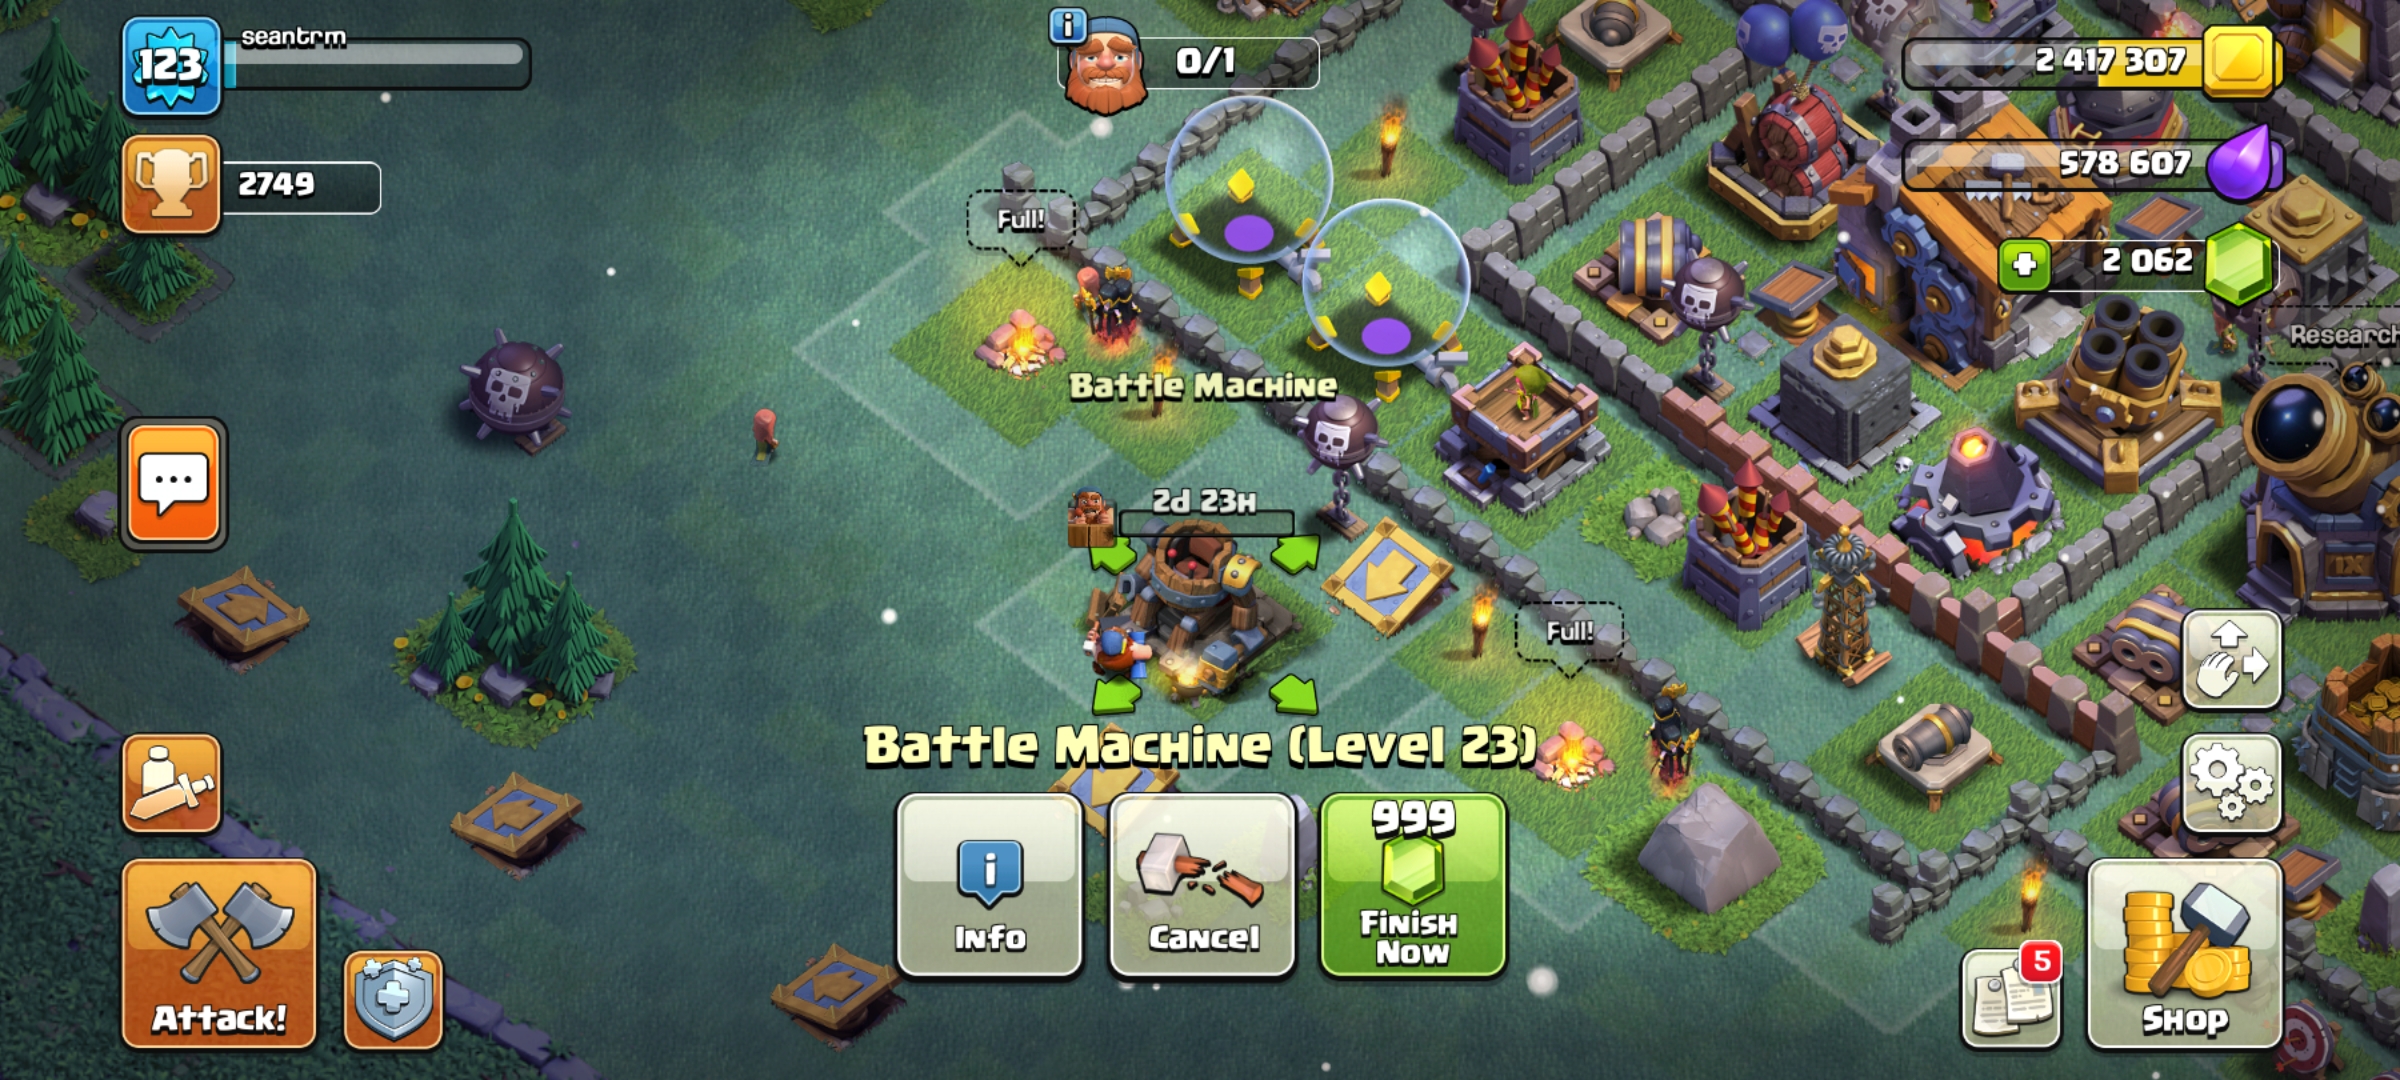 123
seantrm
0/1
2 417 307
2749
578 607
Full!
2 062
Research
Battle Machine
2d 23H
Full!
Battle Machine (Level 23)
999
Info
Cancel
Finish
Now
5
Attack!
Shop